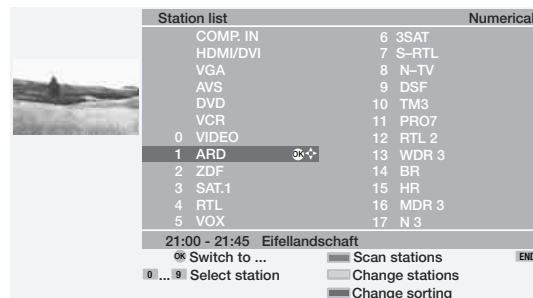 Station list Numerical
COMP. IN
HDMI/DVI
VGA
AVS
DVD
VCR
0 VIDEO
1 ARD OK
2 ZDF
3 SAT.1
4 RTL
5 VOX
6 3SAT
7 S–RTL
8 N–TV
9 DSF
10 TM3
11 PRO7
12 RTL 2
13 WDR 3
14 BR
15 HR
16 MDR 3
17 N 3
21:00 - 21:45 Eifellandschaft
OK Switch to ... Scan stations END
0 ... 9 Select station Change stations
Change sorting